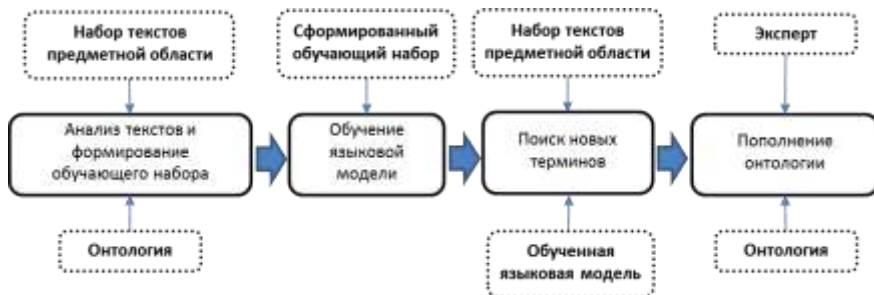 Набор текстов
предметной области
Сформированный
обучающий набор
Набор текстов
предметной области
Эксперт
Анализ текстов и
формирование
обучающего набора
Обучение
языковой
модели
Поиск новых
терминов
Пополнение
онтологии
Онтология
Обученная
языковая модель
Онтология